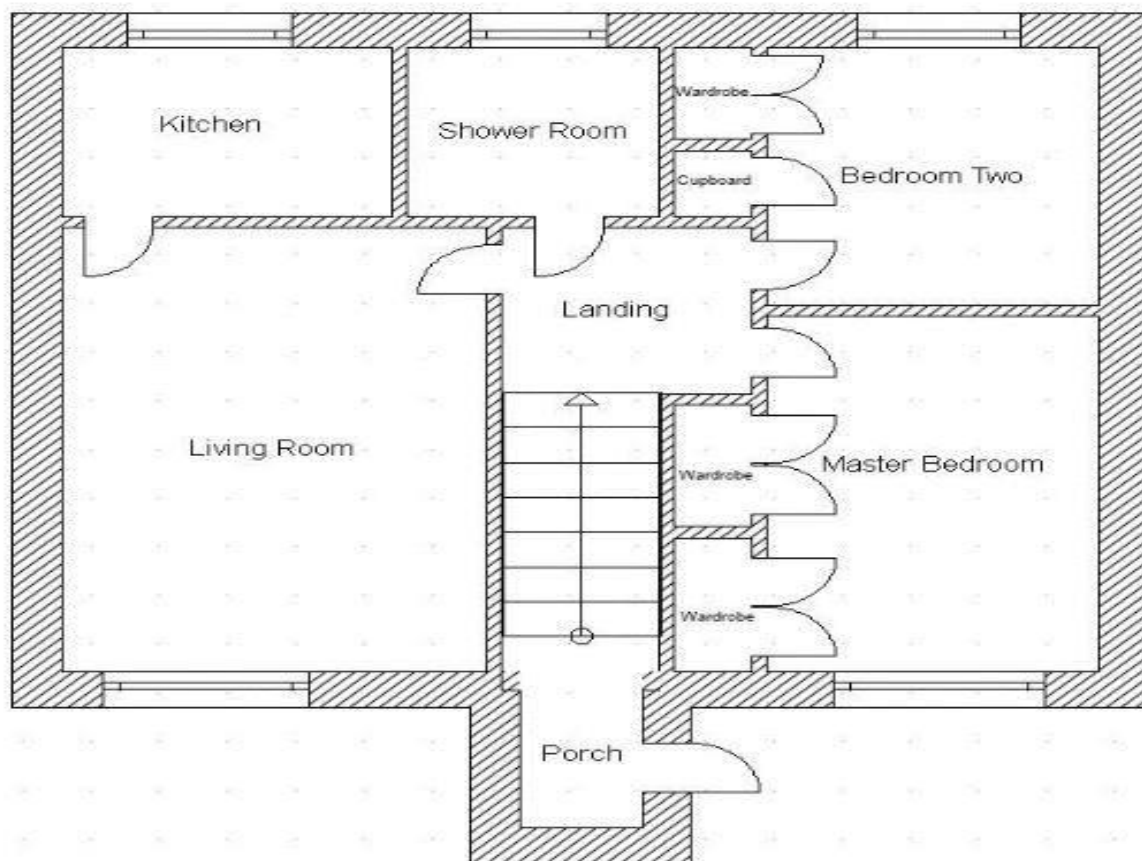 Kitchen
Shower Room
Wardrobe
Cupboard
Bedroom Two
Landing
Living Room
Wardrobe
Master Bedroom
Wardrobe
Porch